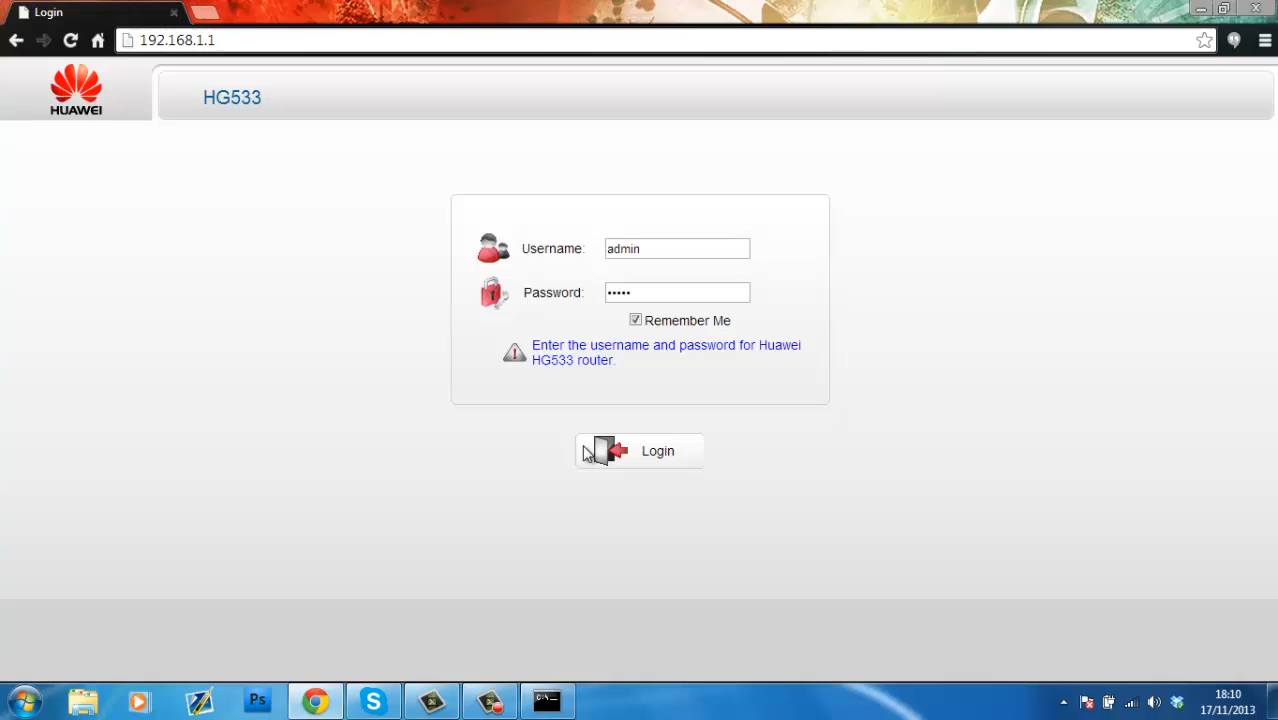 Login
192.168.1.1
HUAWEI
HG533
Username:
admin
Password:
•••••
Remember Me
Enter the username and password for Huawei
HG533 router.
Login
Ps
C:\.
18:10
17/11/2013